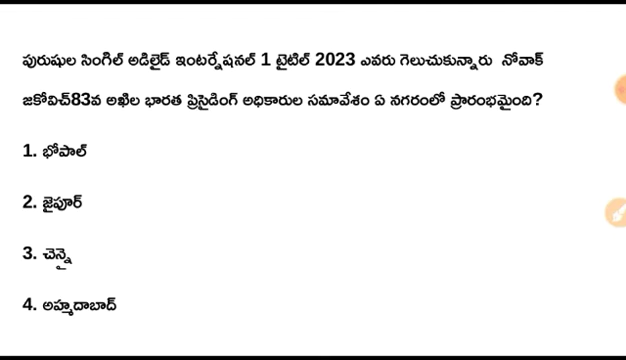 పురుషుల సింగిల్ అడిలైడ్ ఇంటర్నేషనల్ 1 టైటిల్ 2023 ఎవరు గెలుచుకున్నారు నోవాక్
జకోవిచ్83వ అఖిల భారత ప్రిసైడింగ్ అధికారుల సమావేశం ఏ నగరంలో ప్రారంభమైంది?
1. భోపాల్
2. జైపూర్
3. చెన్నై
4. అహ్మదాబాద్